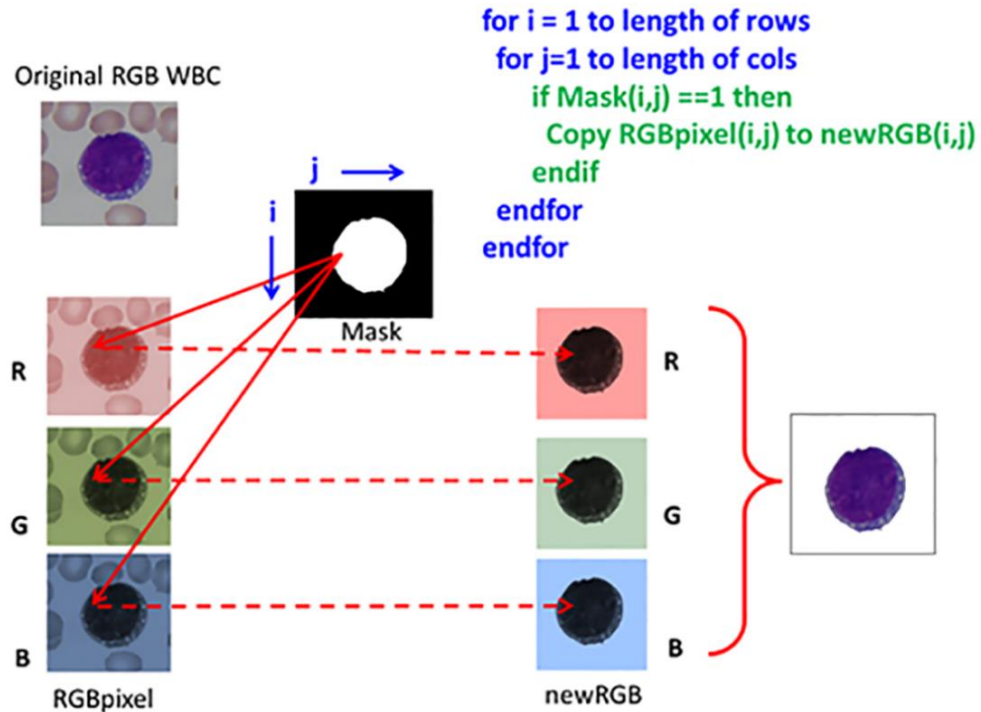 for i = 1 to length of rows
for j=1 to length of cols
if Mask(i,j) ==1 then
Copy RGBpixel(i,j) to newRGB(i,j)
endif
endfor
endfor
Original RGB WBC
j
i
Mask
R
G
B
RGBpixel
R
G
B
newRGB